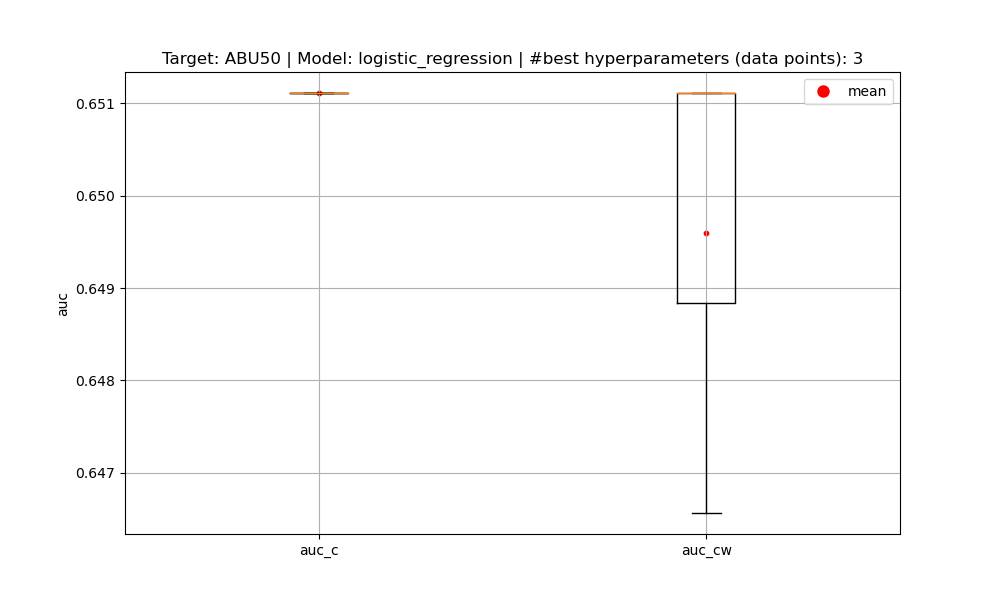 Target: ABU50 | Model: logistic_regression | #best hyperparameters (data points): 3
mean
0.651
0.650
0.649
0.648
0.647
auc
auc_c
auc_cw